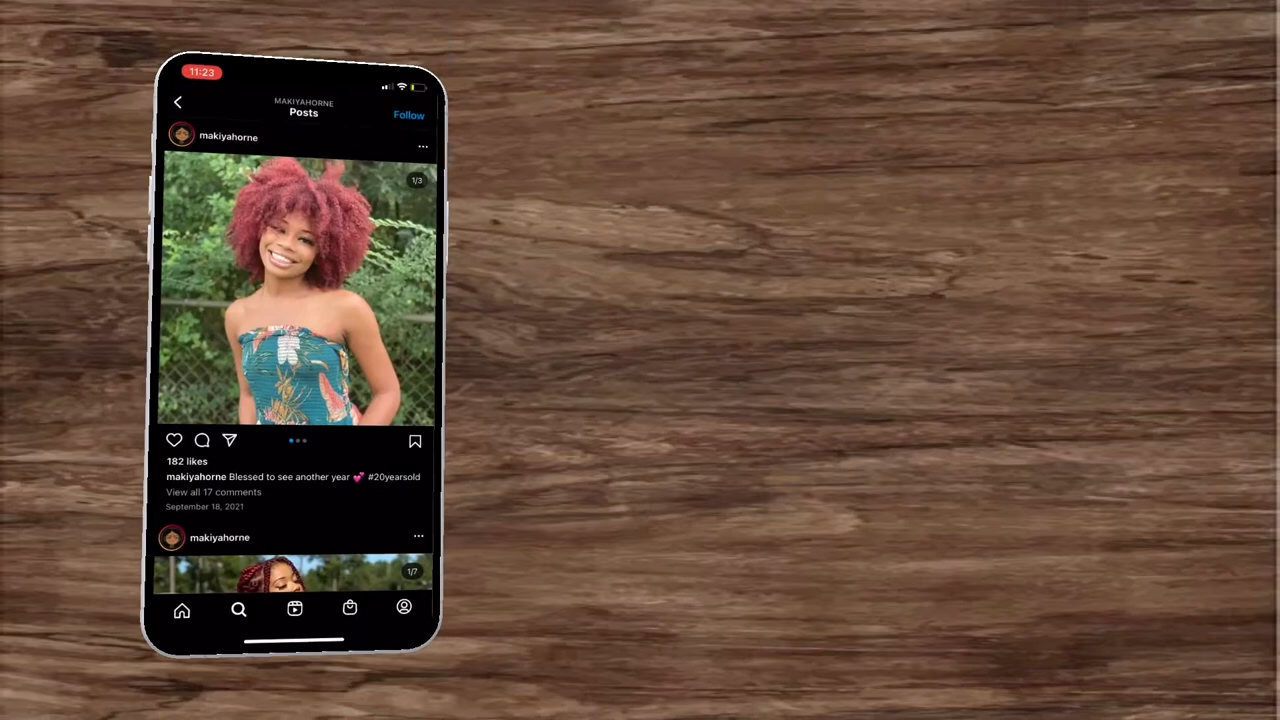 11:23
MAKIYAHORNE
Posts
Follow
makiyahorne
1/3
182 likes
makiyahorne Blessed to see another year 💕 #20yearsold
View all 17 comments
September 18, 2021
makiyahorne
1/7